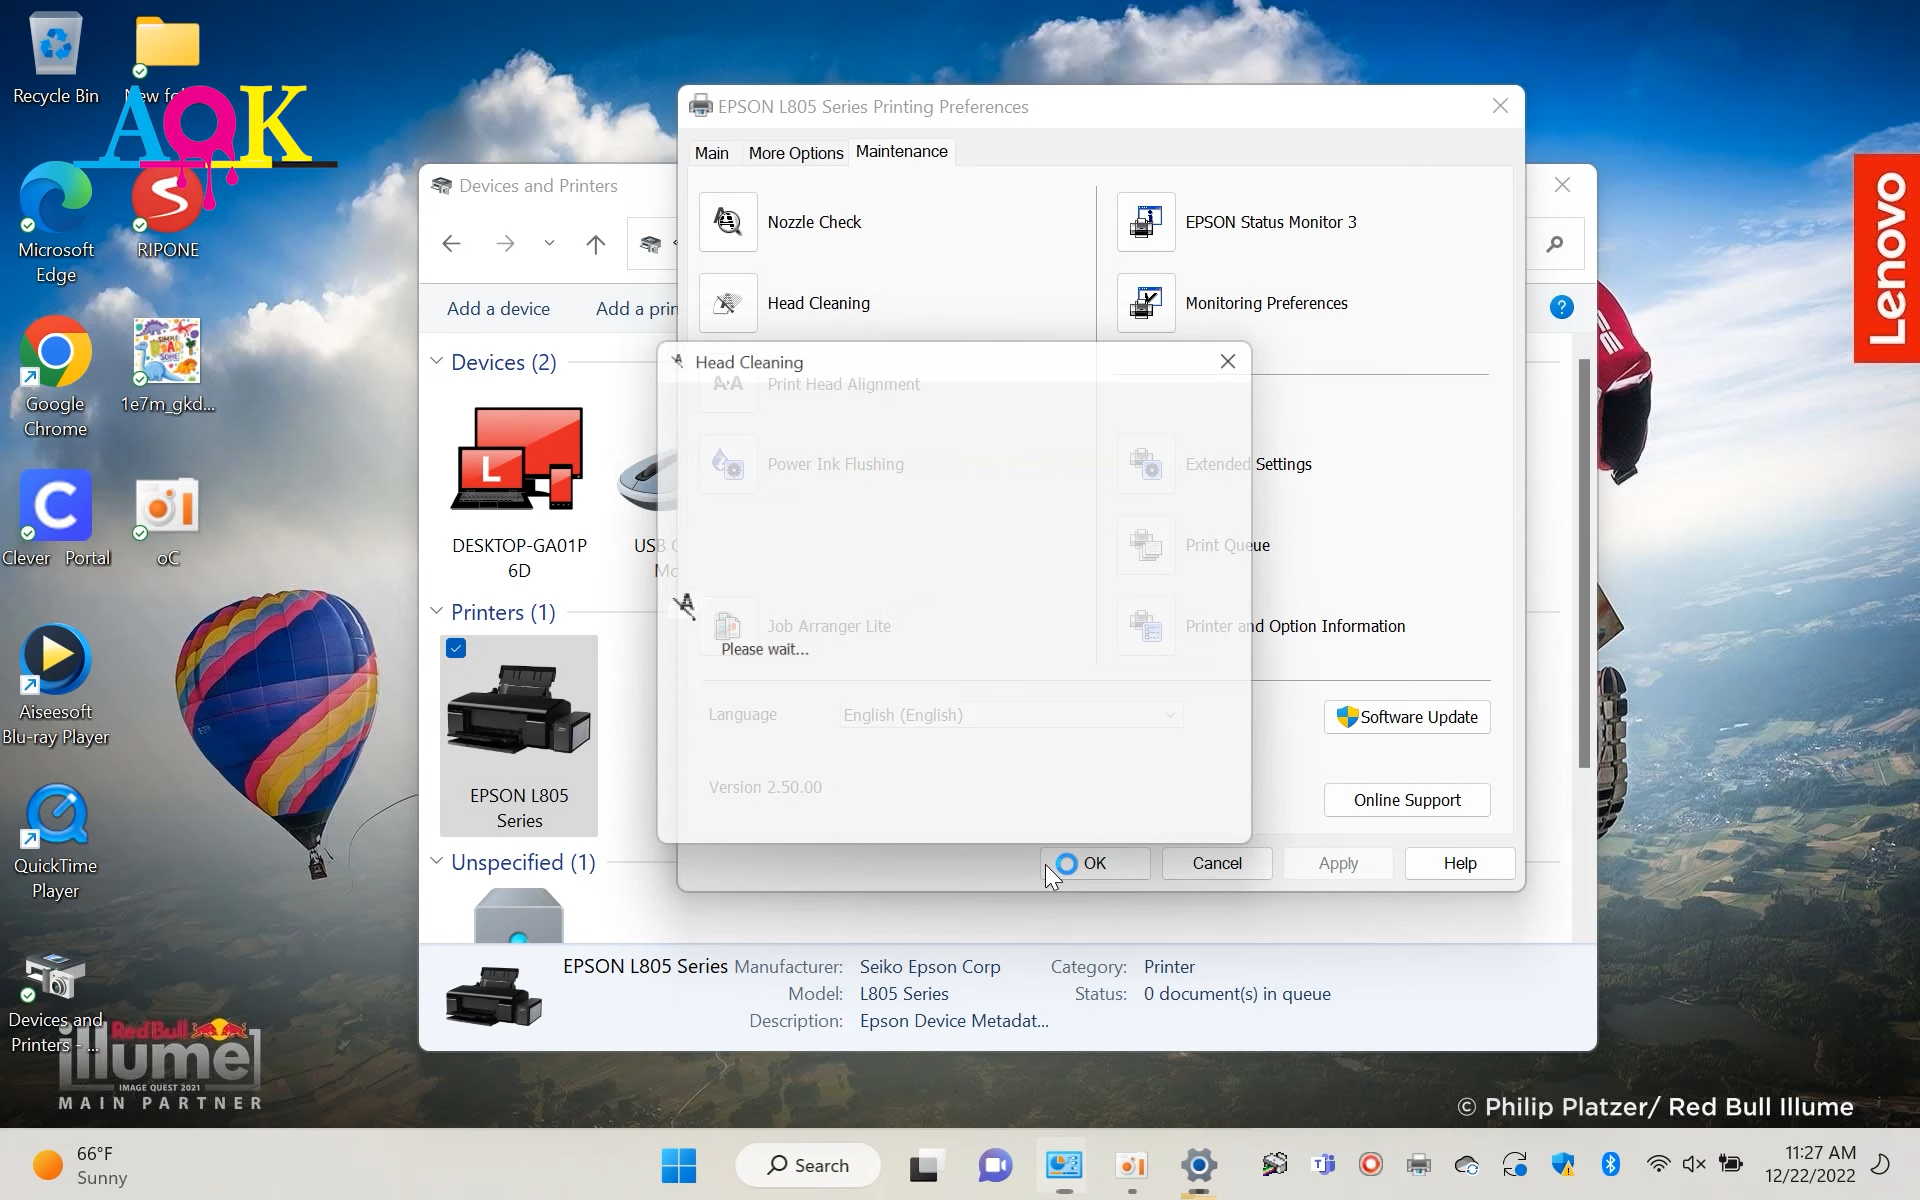 Recycle Bin
New fo
AOK
Microsoft
Edge
RIPONE
Google
Chrome
1e7m_gkd...
Clever Portal
oC
Aiseesoft
Blu-ray Player
QuickTime
Player
Devices and
Printers - ...
Red Bull
illume
IMAGE QUEST 2021
MAIN PARTNER
EPSON L805 Series Printing Preferences
Main
More Options
Maintenance
Nozzle Check
EPSON Status Monitor 3
Head Cleaning
Monitoring Preferences
Head Cleaning
Print Head Alignment
Power Ink Flushing
Extended Settings
Print Queue
Job Arranger Lite
Printer and Option Information
Please wait...
Language
English (English)
Software Update
Version 2.50.00
Online Support
OK
Cancel
Apply
Help
Devices and Printers
Add a device
Add a prin
Devices (2)
DESKTOP-GA01P
6D
USB
Printers (1)
EPSON L805
Series
Unspecified (1)
EPSON L805 Series
Manufacturer: Seiko Epson Corp
Category: Printer
Model: L805 Series
Status: 0 document(s) in queue
Description: Epson Device Metadat...
Lenovo
© Philip Platzer/ Red Bull Illume
66°F
Sunny
Search
11:27 AM
12/22/2022